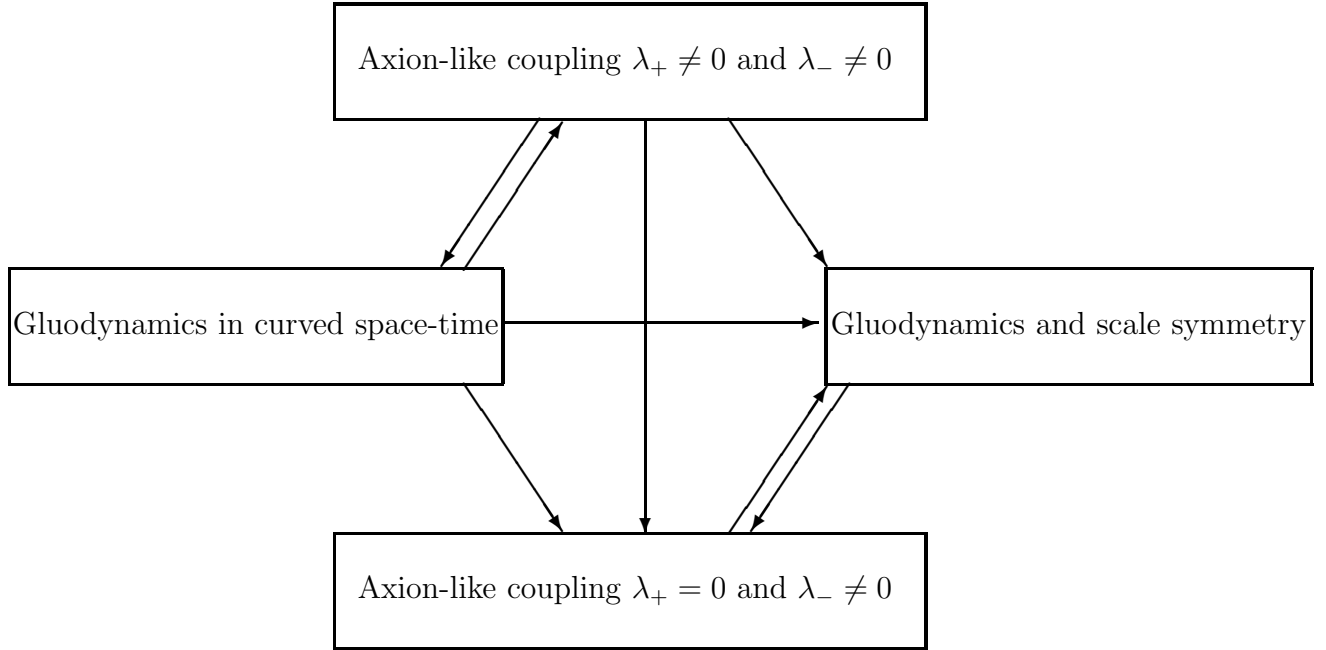 Axion-like coupling λ₊ ≠ 0 and λ₋ ≠ 0
Gluodynamics in curved space-time
Gluodynamics and scale symmetry
Axion-like coupling λ₊ = 0 and λ₋ ≠ 0